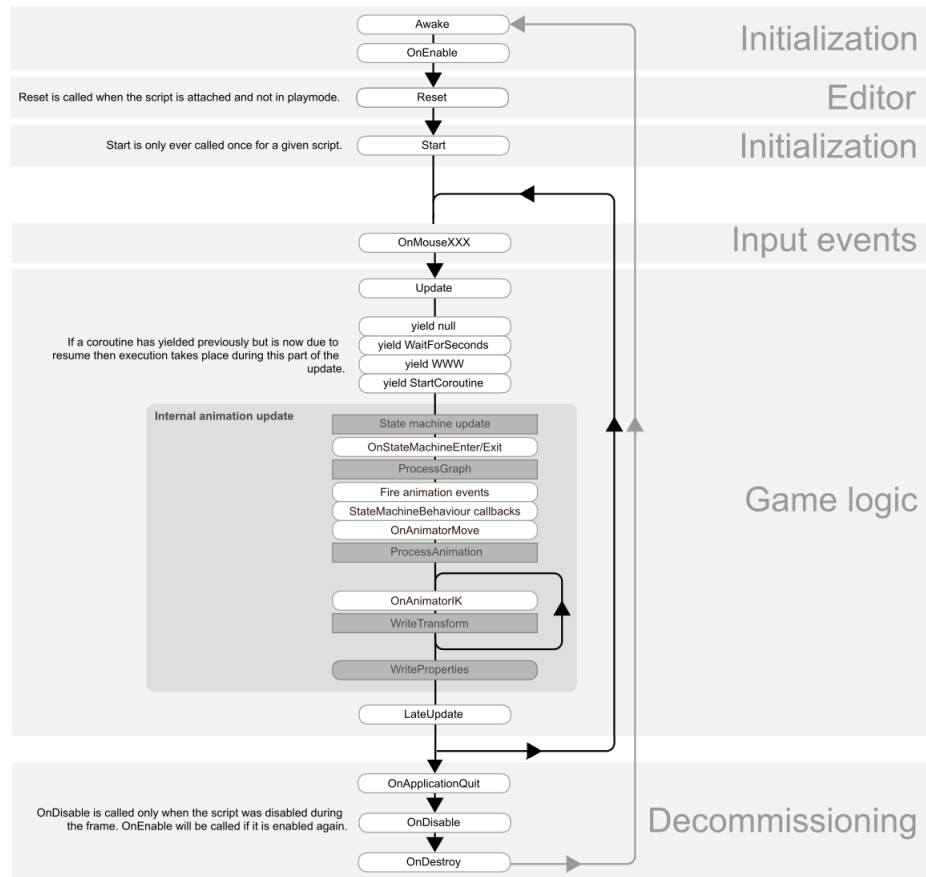 Awake
Initialization
OnEnable
Reset is called when the script is attached and not in playmode.
Reset
Editor
Start is only ever called once for a given script.
Start
Initialization
OnMouseXXX
Input events
Update
If a coroutine has yielded previously but is now due to
resume then execution takes place during this part of the
update.
yield null
yield WaitForSeconds
yield WWW
yield StartCoroutine
Internal animation update
State machine update
OnStateMachineEnter/Exit
ProcessGraph
Fire animation events
StateMachineBehaviour callbacks
OnAnimatorMove
ProcessAnimation
Game logic
OnAnimatorIK
WriteTransform
WriteProperties
LateUpdate
OnApplicationQuit
OnDisable is called only when the script was disabled during
the frame. OnEnable will be called if it is enabled again.
OnDisable
Decommissioning
OnDestroy